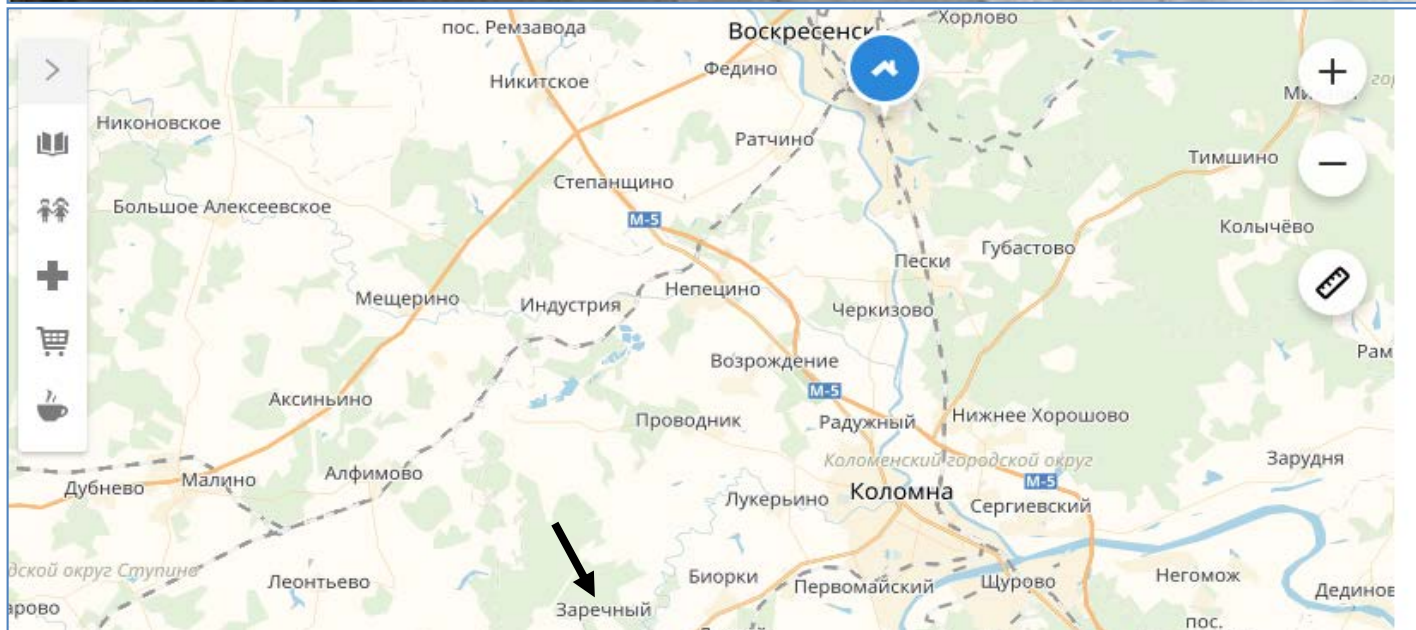 Хорлово
пос. Ремзавода
Воскресенск
Федино
Никитское
Никоновское
Ратчино
Тимшино
Степанщино
Большое Алексеевское
М-5
Колычёво
Губастово
Пески
Мещерино
Индустрия
Непецино
Черкизово
Возрождение
М-5
Аксиньино
Проводник
Радужный
Нижнее Хорошово
Коломенский городской округ
Зарудня
Дубнево
Малино
Алфимово
М-5
Лукерьино
Коломна
Сергиевский
Леонтьево
Биорки
Первомайский
Щурово
Негомож
Заречный
пос.